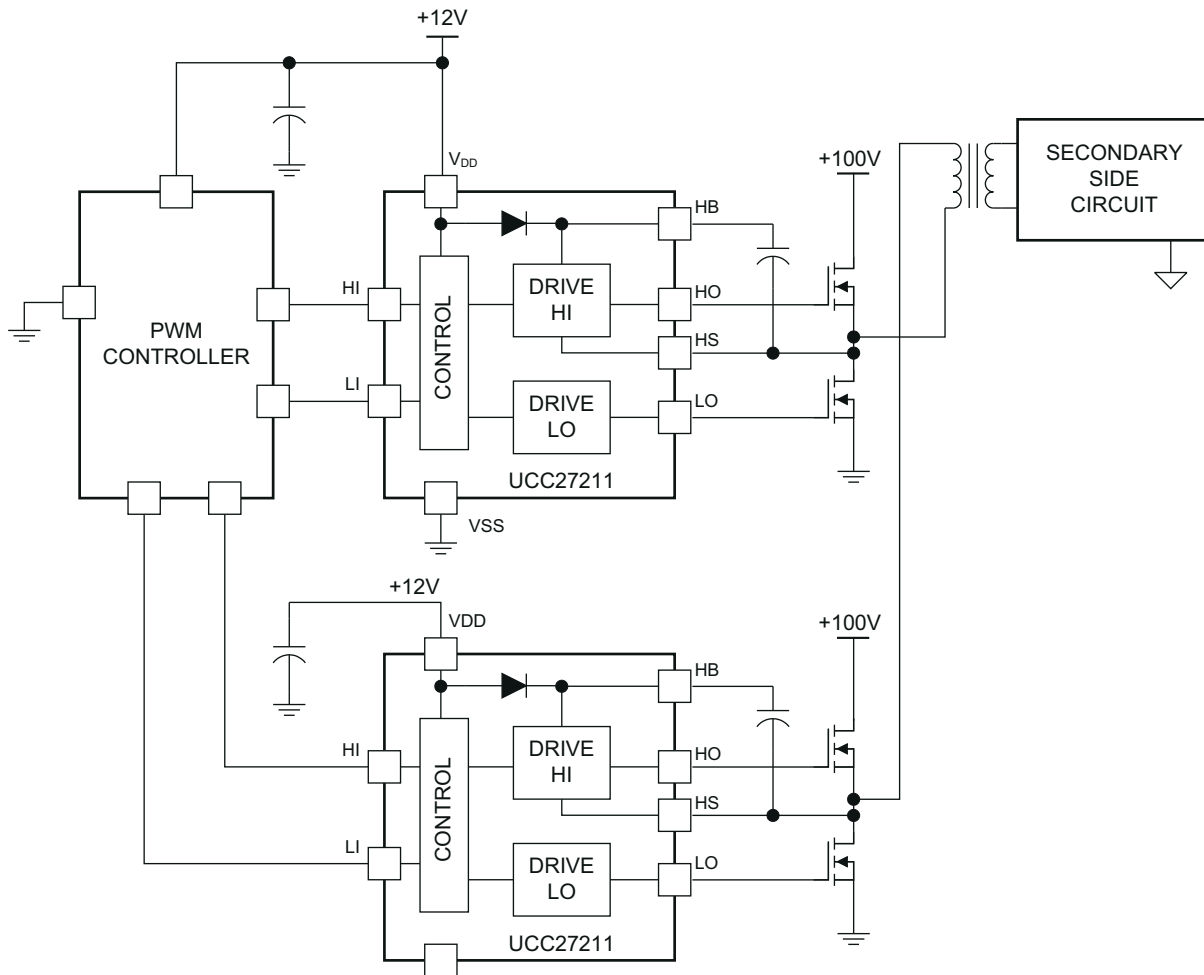 +12V
V_DD
+100V
SECONDARY
SIDE
CIRCUIT
HB
HI
DRIVE
HI
HO
PWM
CONTROLLER
CONTROL
HS
LI
DRIVE
LO
LO
UCC27211
VSS
+12V
VDD
+100V
HB
HI
DRIVE
HI
HO
CONTROL
HS
LI
DRIVE
LO
LO
UCC27211